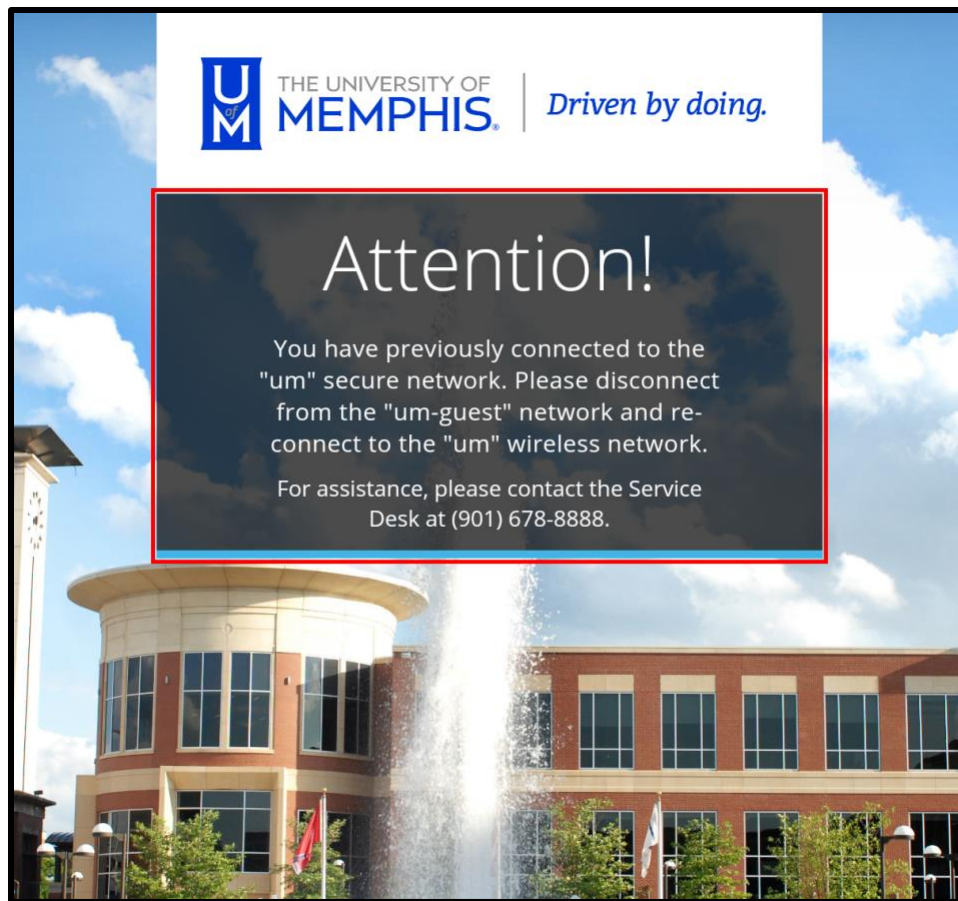 U
of
M
THE UNIVERSITY OF
MEMPHIS®
Driven by doing.
Attention!
You have previously connected to the
"um" secure network. Please disconnect
from the "um-guest" network and re-
connect to the "um" wireless network.
For assistance, please contact the Service
Desk at (901) 678-8888.